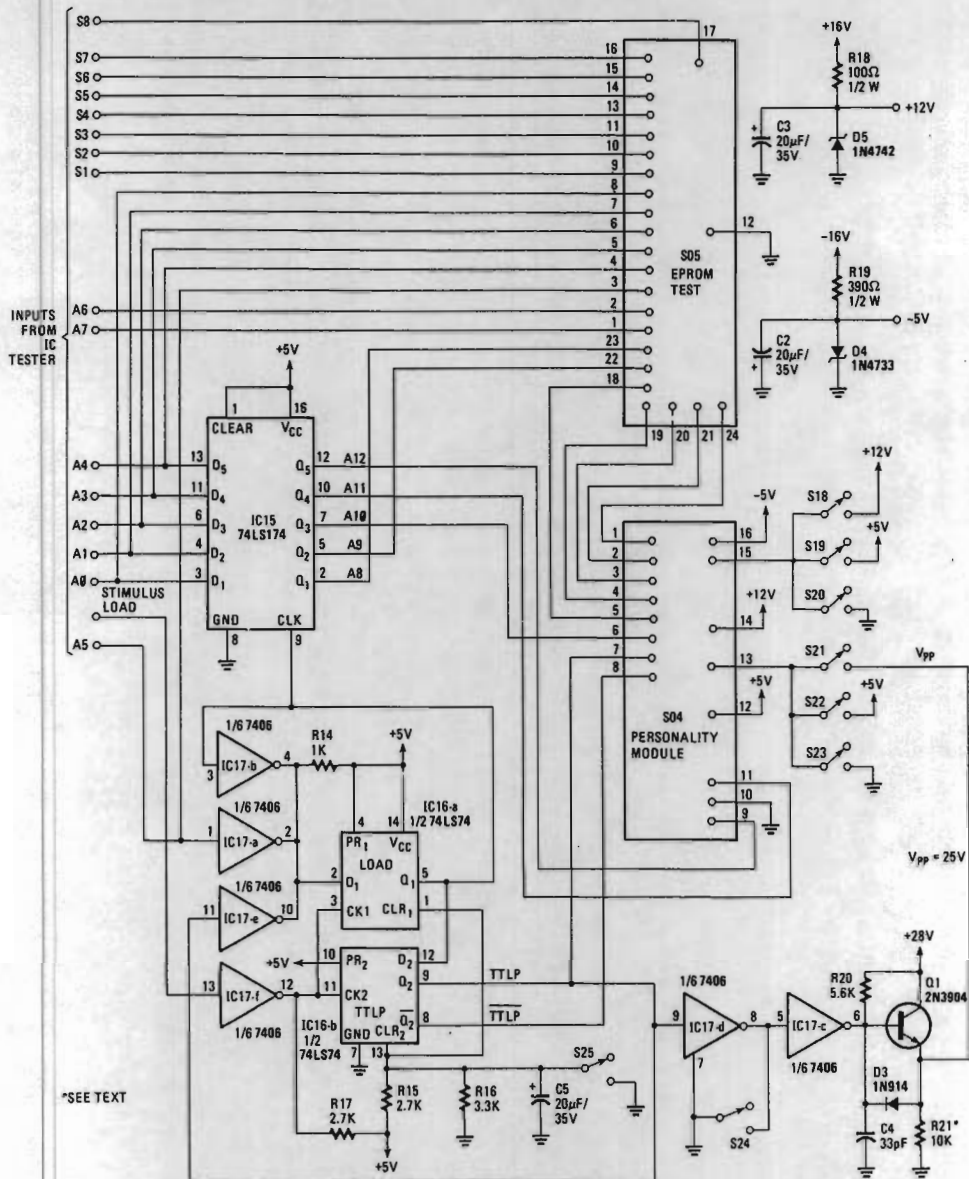 S8
17
S7
16
S6
15
S5
14
S4
13
S3
11
S2
10
S1
9
8
7
6
5
4
3
A6
2
A7
1
23
22
18
12
S05
EPROM
TEST
19 20 21 24
+16V
R18
100Ω
1/2 W
+12V
C3
20µF/
35V
D5
1N4742
-16V
R19
390Ω
1/2 W
-5V
C2
20µF/
35V
D4
1N4733
INPUTS
FROM
IC
TESTER
+5V
1 16
CLEAR VCC
A4 13 D5 Q5 12 A12
A3 11 D4 Q4 10 A11
A2 6 D3 Q3 7 A10
A1 4 D2 Q2 5 A9
A0 3 D1 Q1 2 A8
IC15
74LS174
GND CLK
8 9
STIMULUS
LOAD
A5
1
2
3
4
5
6
7
8
16
15
14
13
12
11
10
9
S04
PERSONALITY
MODULE
-5V
+12V
+5V
S18
+12V
S19
+5V
S20
S21
VPP
S22
+5V
S23
VPP = 25V
1/6 7406
3 IC17-b 4
R14
1K
+5V
1/6 7406
1 IC17-a 2
1/6 7406
11 IC17-e 10
13 IC17-f 12
1/6 7406
IC16-a
1/2 74LS74
4 14
PR1 VCC
LOAD
2 D1 Q1 5
3 CK1 CLR1 1
+5V
10 PR2 D2 12
Q2 9 TTLP
11 CK2
TTLP
Q2 8 TTLP
GND CLR2
7 13
IC16-b
1/2
74LS74
R17
2.7K
R15
2.7K
+5V
R16
3.3K
C5
20µF/
35V
S25
1/6 7406
9 IC17-d 8
7
S24
5 IC17-c 6
1/6 7406
+28V
R20
5.6K
Q1
2N3904
D3
1N914
C4
33pF
R21*
10K
*SEE TEXT